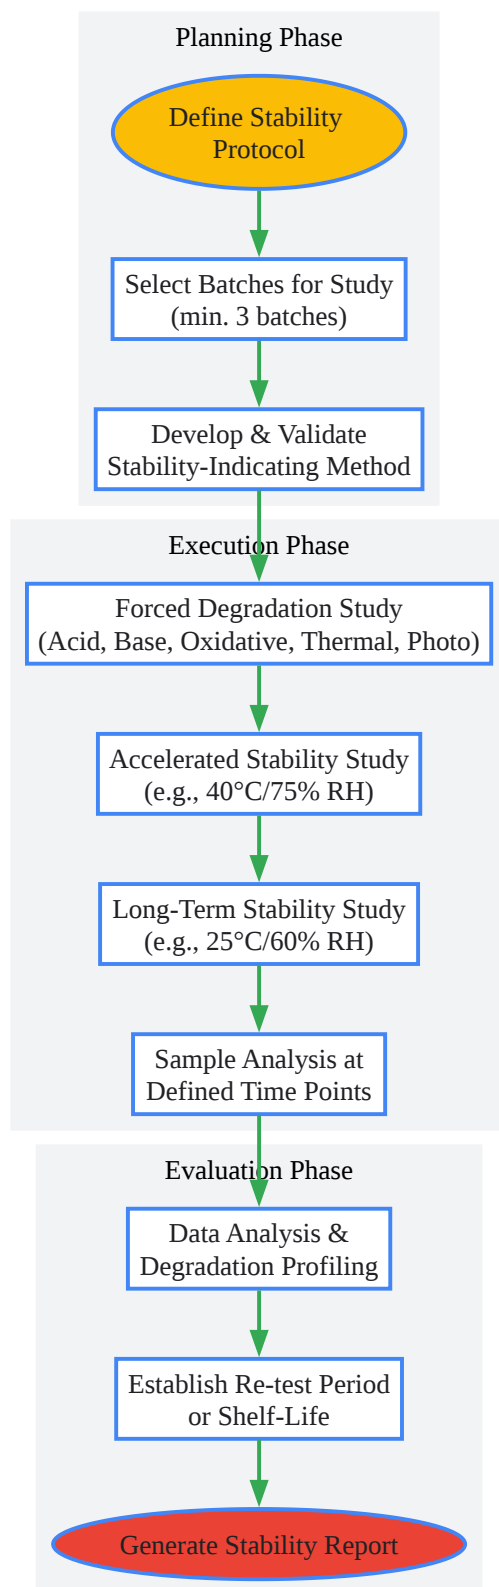 Planning Phase
Define Stability
Protocol
Select Batches for Study
(min. 3 batches)
Develop & Validate
Stability-Indicating Method
Execution Phase
Forced Degradation Study
(Acid, Base, Oxidative, Thermal, Photo)
Accelerated Stability Study
(e.g., 40°C/75% RH)
Long-Term Stability Study
(e.g., 25°C/60% RH)
Sample Analysis at
Defined Time Points
Evaluation Phase
Data Analysis &
Degradation Profiling
Establish Re-test Period
or Shelf-Life
Generate Stability Report